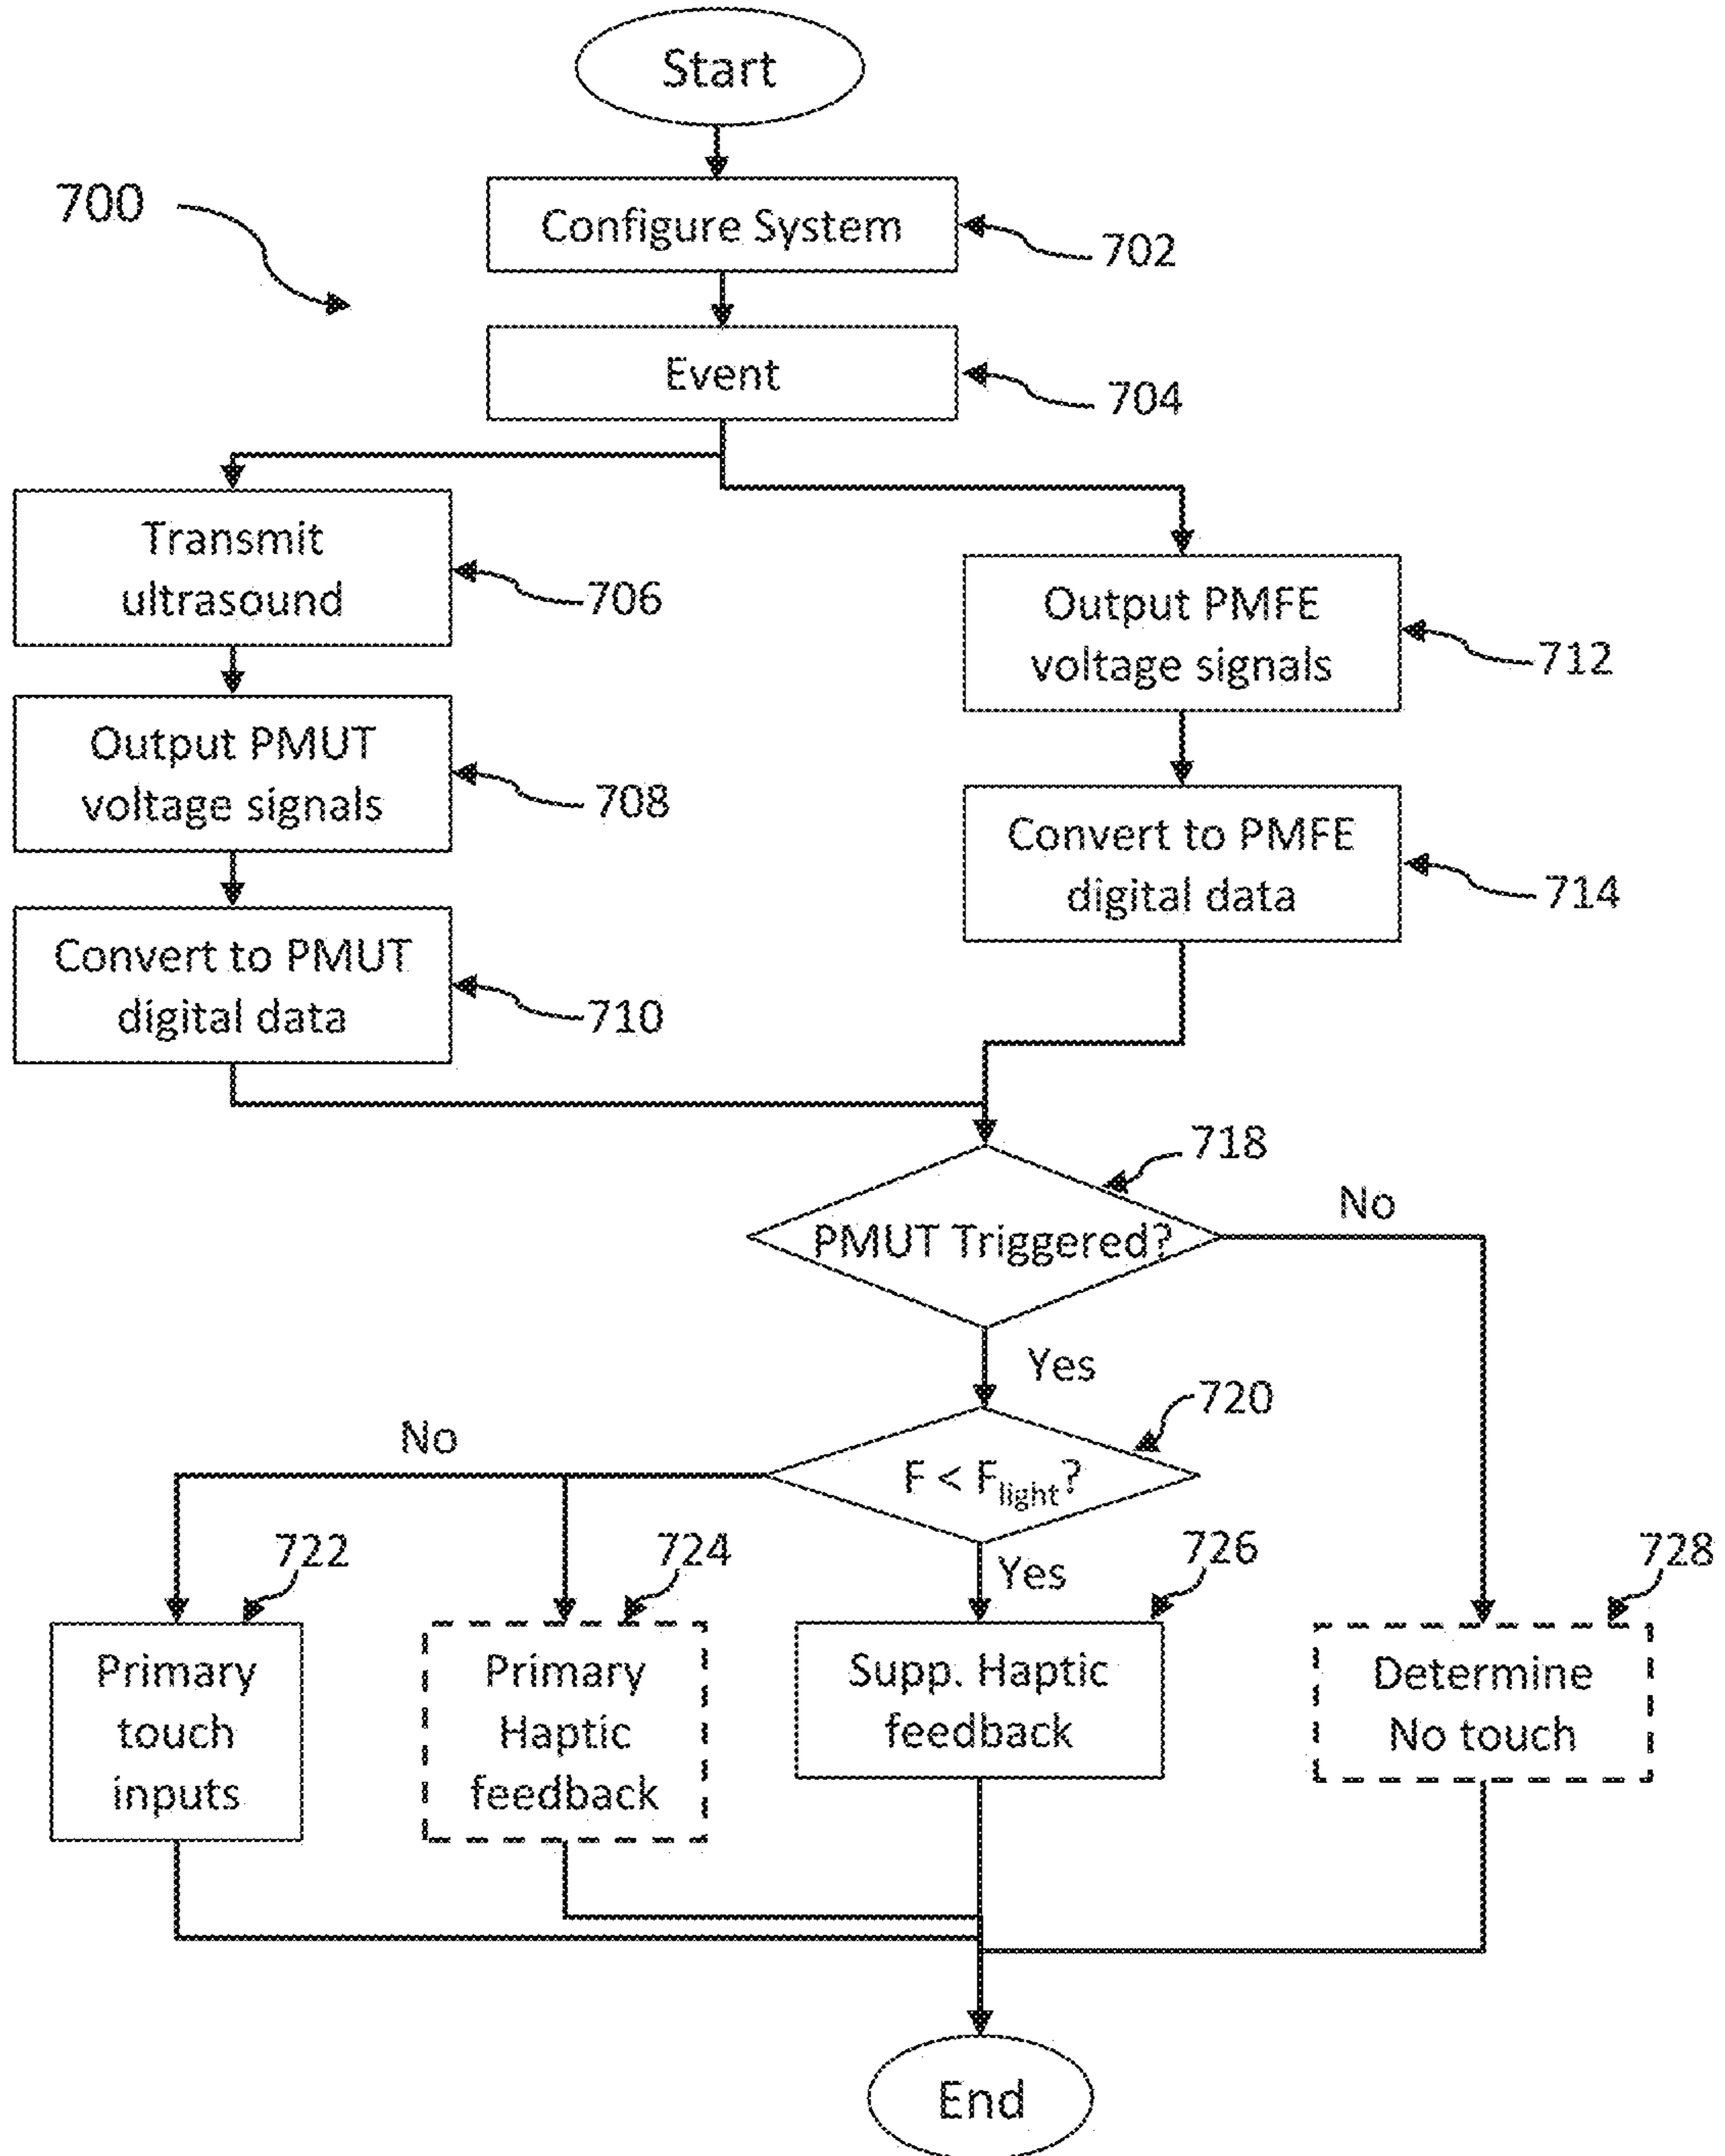 Start
700
Configure System
702
Event
704
Transmit
ultrasound
706
Output PMFE
voltage signals
712
Output PMUT
voltage signals
708
Convert to PMFE
digital data
714
Convert to PMUT
digital data
710
718
PMUT Triggered?
No
Yes
720
No
F < Flight?
Yes
722
724
726
728
Primary
touch
inputs
Primary
Haptic
feedback
Supp. Haptic
feedback
Determine
No touch
End